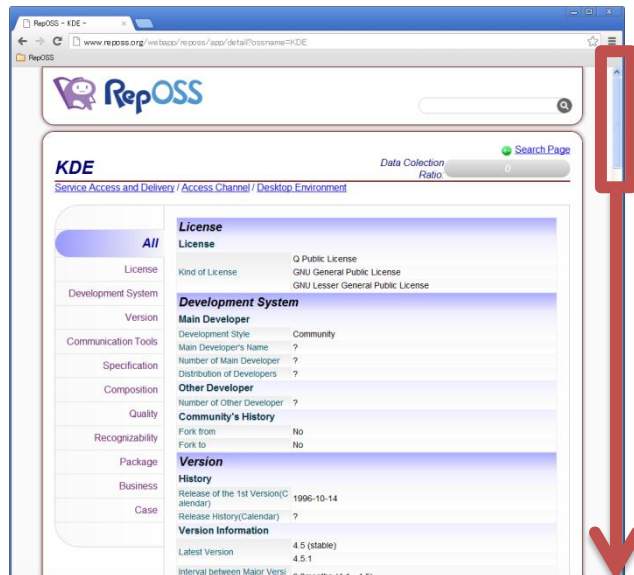 RepOSS - KDE -
www.reposs.org/webapp/reposs/app/detail?ossname=KDE
RepOSS
RepOSS
Search Page
KDE
Data Colection Ratio:
0
Service Access and Delivery / Access Channel / Desktop Environment
All
License
Development System
Version
Communication Tools
Specification
Composition
Quality
Recognizability
Package
Business
Case
License
License
Kind of License
Q Public License
GNU General Public License
GNU Lesser General Public License
Development System
Main Developer
Development Style Community
Main Developer's Name ?
Number of Main Developer ?
Distribution of Developers ?
Other Developer
Number of Other Developer ?
Community's History
Fork from No
Fork to No
Version
History
Release of the 1st Version(C
alendar) 1996-10-14
Release History(Calendar) ?
Version Information
Latest Version
4.5 (stable)
4.5.1
Interval between Major Versi